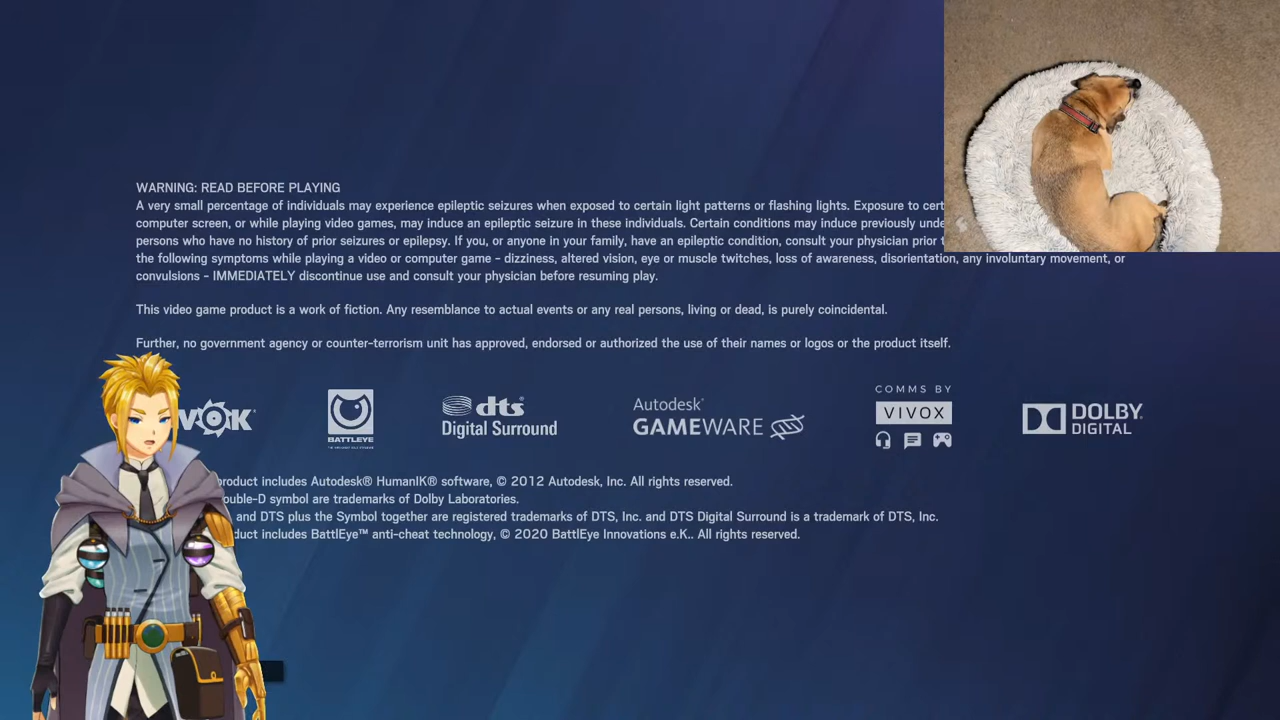 WARNING: READ BEFORE PLAYING
A very small percentage of individuals may experience epileptic seizures when exposed to certain light patterns or flashing lights. Exposure to
computer screen, or while playing video games, may induce an epileptic seizure in these individuals. Certain conditions may induce previously
persons who have no history of prior seizures or epilepsy. If you, or anyone in your family, have an epileptic condition, consult your physician prior
the following symptoms while playing a video or computer game - dizziness, altered vision, eye or muscle twitches, loss of awareness, disorientation, any involuntary movement, or
convulsions - IMMEDIATELY discontinue use and consult your physician before resuming play.
This video game product is a work of fiction. Any resemblance to actual events or any real persons, living or dead, is purely coincidental.
Further, no government agency or counter-terrorism unit has approved, endorsed or authorized the use of their names or logos or the product itself.
BATTLEYE
dts
Digital Surround
Autodesk®
GAMEWARE
COMMS BY
VIVOX
DOLBY
DIGITAL
product includes Autodesk® HumanIK® software, © 2012 Autodesk, Inc. All rights reserved.
ouble-D symbol are trademarks of Dolby Laboratories.
and DTS plus the Symbol together are registered trademarks of DTS, Inc. and DTS Digital Surround is a trademark of DTS, Inc.
duct includes BattlEye™ anti-cheat technology, © 2020 BattlEye Innovations e.K.. All rights reserved.